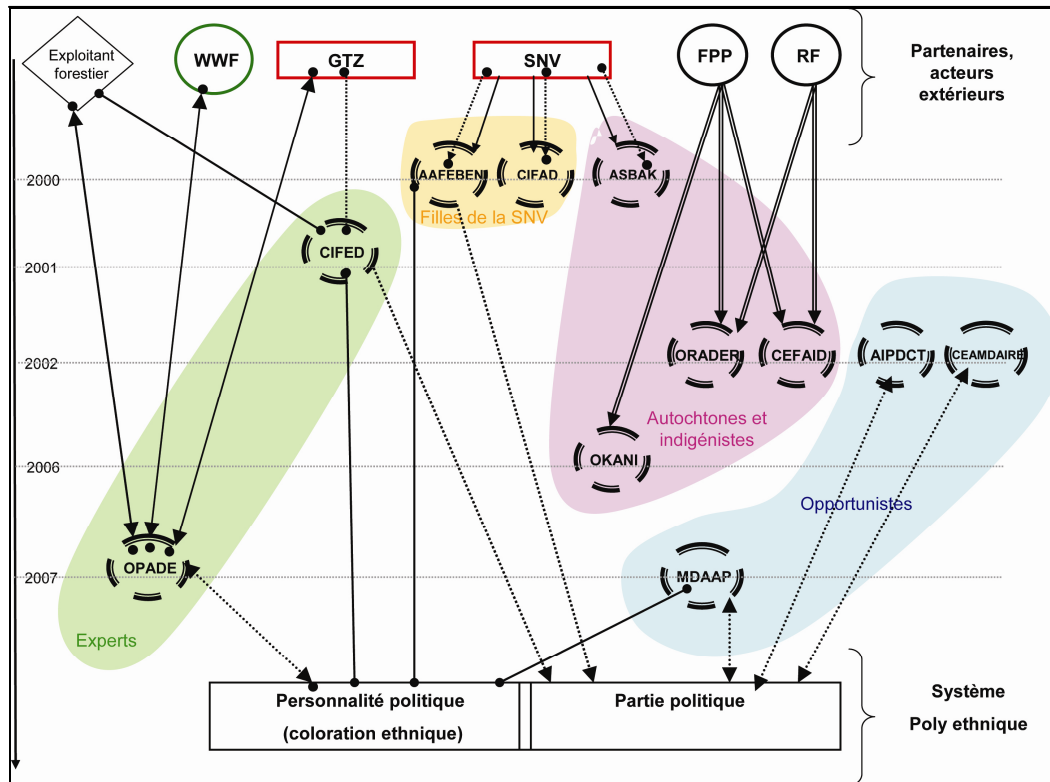 Exploitant
forestier
WWF
GTZ
SNV
FPP
RF
Partenaires,
acteurs
extérieurs
2000
AAFEBEN
CIFAD
ASBAK
Filles de la SNV
CIFED
2001
ORADER
CEFAID
AIPDCT
CEAMDAIRE
2002
Autochtones et
indigénistes
OKANI
2006
Opportunistes
OPADE
MDAAP
2007
Experts
Personnalité politique
(coloration ethnique)
Partie politique
Système
Poly ethnique